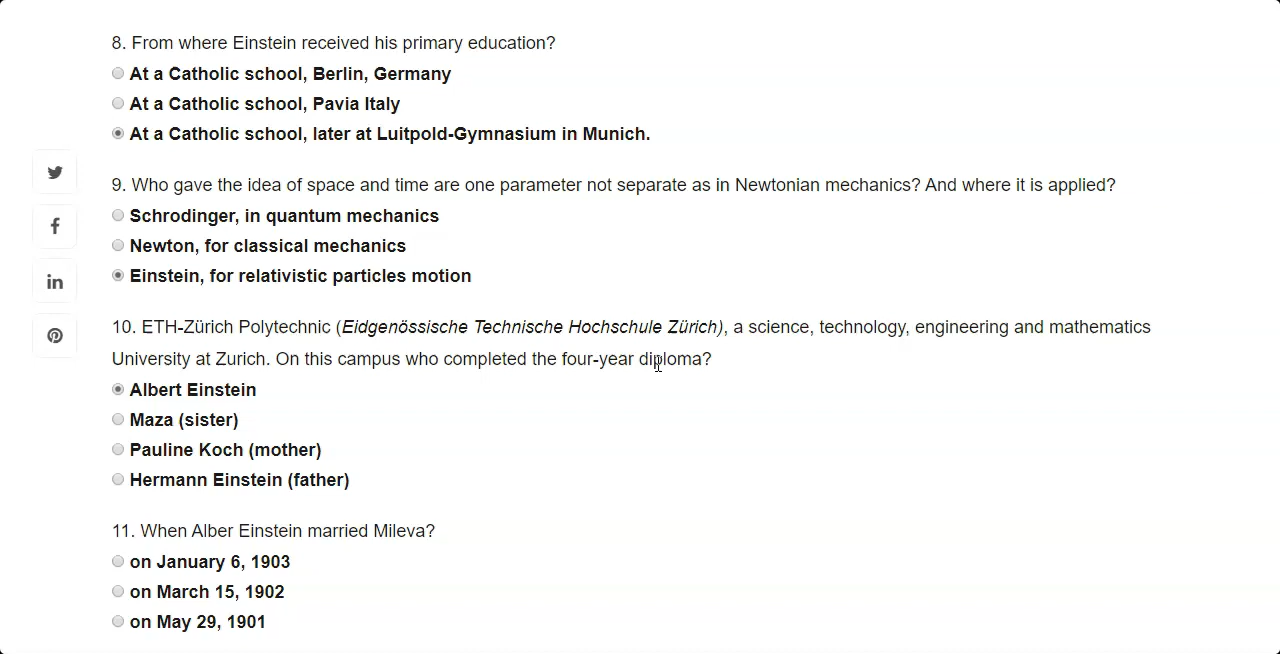 8. From where Einstein received his primary education?
At a Catholic school, Berlin, Germany
At a Catholic school, Pavia Italy
At a Catholic school, later at Luitpold-Gymnasium in Munich.
9. Who gave the idea of space and time are one parameter not separate as in Newtonian mechanics? And where it is applied?
Schrodinger, in quantum mechanics
Newton, for classical mechanics
Einstein, for relativistic particles motion
10. ETH-Zürich Polytechnic (Eidgenössische Technische Hochschule Zürich), a science, technology, engineering and mathematics
University at Zurich. On this campus who completed the four-year diploma?
Albert Einstein
Maza (sister)
Pauline Koch (mother)
Hermann Einstein (father)
11. When Alber Einstein married Mileva?
on January 6, 1903
on March 15, 1902
on May 29, 1901